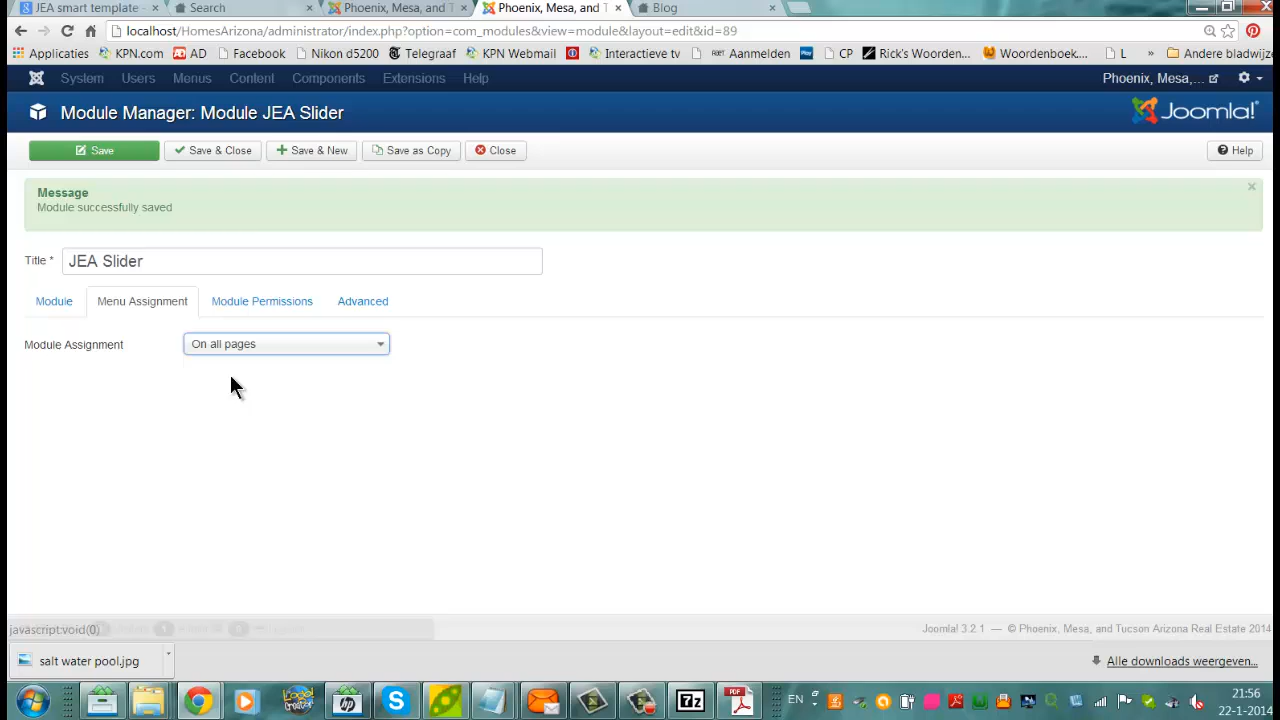 JEA smart template -
Search
Phoenix, Mesa, and T
Phoenix, Mesa, and T
Blog
localhost/HomesArizona/administrator/index.php?option=com_modules&view=module&layout=edit&id=89
Applicaties
KPN.com
AD
Facebook
Nikon d5200
Telegraaf
KPN Webmail
Interactieve tv
Aanmelden
CP
Rick's Woorden...
Woordenboek...
L
»
Andere bladwijze
System
Users
Menus
Content
Components
Extensions
Help
Phoenix, Mesa,...
Module Manager: Module JEA Slider
Joomla!
Save
Save & Close
Save & New
Save as Copy
Close
Help
Message
Module successfully saved
Title *
JEA Slider
Module
Menu Assignment
Module Permissions
Advanced
Module Assignment
On all pages
javascript:void(0)
Joomla! 3.2.1 — © Phoenix, Mesa, and Tucson Arizona Real Estate 2014
salt water pool.jpg
Alle downloads weergeven...
EN
21:56
22-1-2014